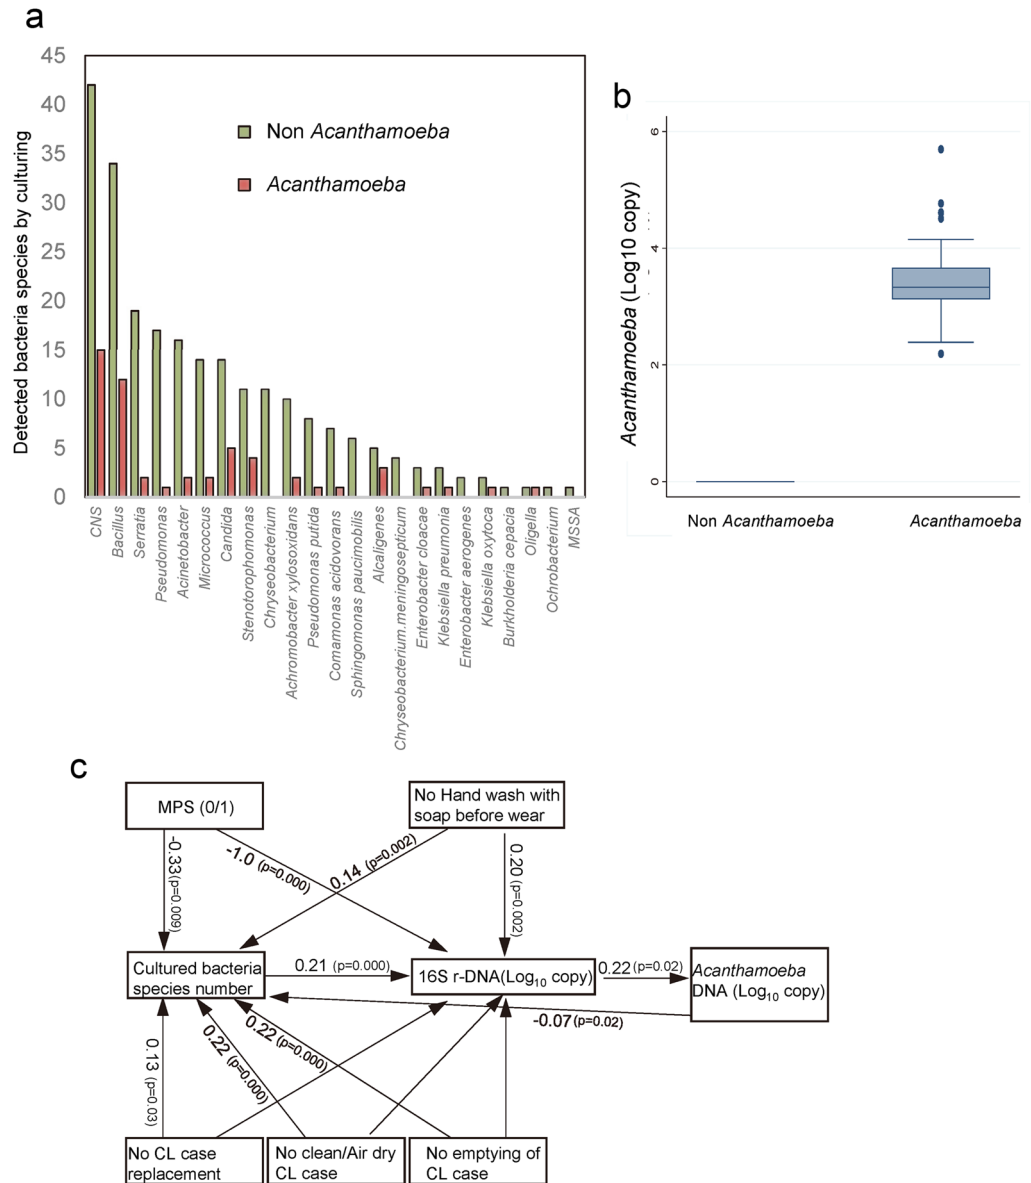 a
45
40
35
30
25
20
15
10
5
0
Detected bacteria species by culturing
Non Acanthamoeba
Acanthamoeba
CNS
Bacillus
Serratia
Pseudomonas
Acinetobacter
Micrococcus
Candida
Stenotorophomonas
Chryseobacterium
Achromobacter xylosoxidans
Pseudomonas putida
Comamonas acidovorans
Sphingomonas paucimobilis
Alcaligenes
Chryseobacterium.meningosepticum
Enterobacter cloacae
Klebsiella preumonia
Enterobacter aerogenes
Klebsiella oxytoca
Burkholderia cepacia
Oligella
Ochrobacterium
MSSA
b
6
4
2
0
Acanthamoeba (Log10 copy)
Non Acanthamoeba
Acanthamoeba
c
MPS (0/1)
No Hand wash with
soap before wear
-0.33(p=0.009)
-1.0 (p=0.000)
0.14 (p=0.002)
0.20 (p=0.002)
Cultured bacteria
species number
0.21 (p=0.000)
16S r-DNA(Log10 copy)
0.22(p=0.02)
Acanthamoeba
DNA (Log10 copy)
-0.07(p=0.02)
0.13 (p=0.03)
0.22 (p=0.000)
0.22 (p=0.000)
No CL case
replacement
No clean/Air dry
CL case
No emptying of
CL case